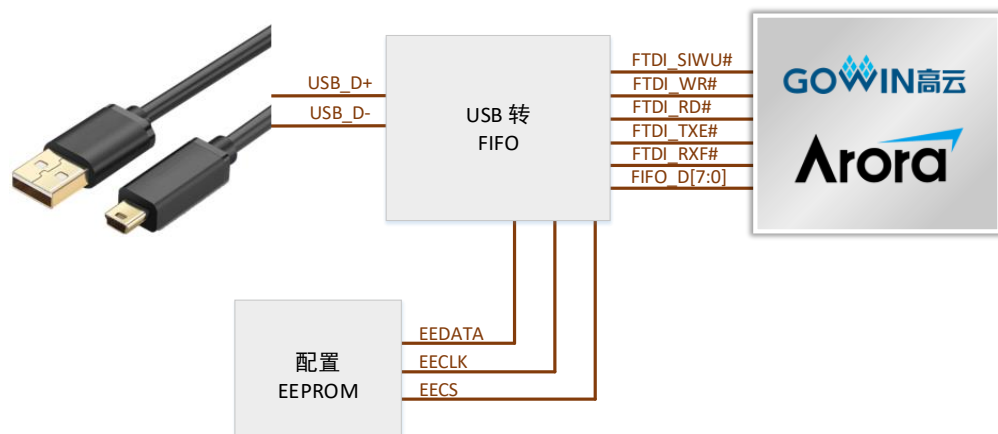 USB_D+
USB_D-
USB 转
FIFO
FTDI_SIWU#
FTDI_WR#
FTDI_RD#
FTDI_TXE#
FTDI_RXF#
FIFO_D[7:0]
GOWIN高云
Arora
配置
EEPROM
EEDATA
EECLK
EECS